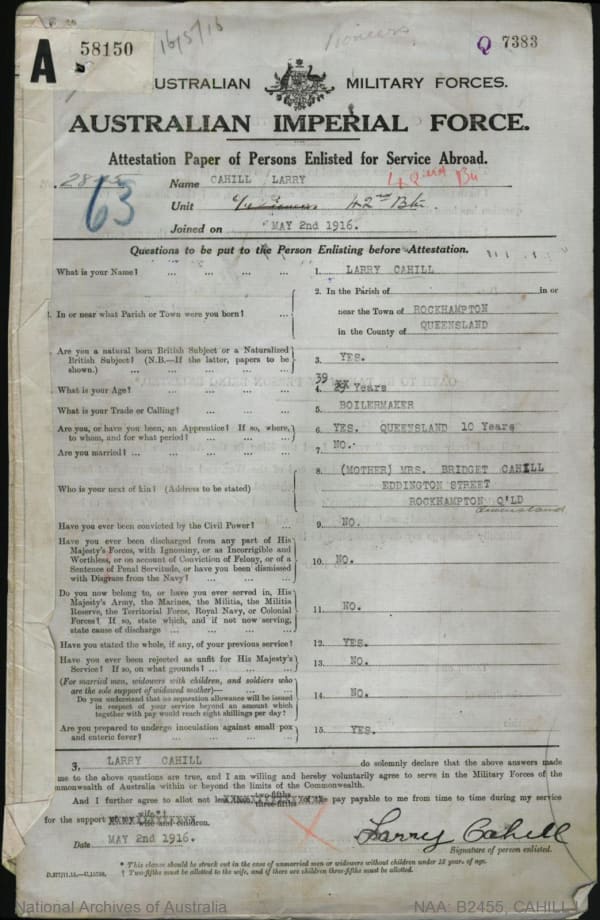 A 58150
16/5/16
Pioneers
Q 7383
AUSTRALIAN MILITARY FORCES.
AUSTRALIAN IMPERIAL FORCE.
Attestation Paper of Persons Enlisted for Service Abroad.
63
Name CAHILL LARRY
42nd Bn
Unit 42nd Btn.
Joined on MAY 2nd 1916.
Questions to be put to the Person Enlisting before Attestation.
What is your Name? ... ... ... ... 1. LARRY CAHILL
In or near what Parish or Town were you born? ... 2. In the Parish of in or
near the Town of ROCKHAMPTON
in the County of QUEENSLAND
Are you a natural born British Subject or a Naturalized
British Subject? (N.B.—If the latter, papers to be
shown.) ... ... ... ... ... 3. YES.
39
What is your Age? ... ... ... ... 4. Years
What is your Trade or Calling? ... ... ... 5. BOILERMAKER
Are you, or have you been, an Apprentice? If so, where,
to whom, and for what period? ... ... ... 6. YES. QUEENSLAND 10 Years
Are you married? ... ... ... ... ... 7. NO.
Who is your next of kin? (Address to be stated) 8. (MOTHER) MRS. BRIDGET CAHILL
EDDINGTON STREET
ROCKHAMPTON Q'LD
Queensland
Have you ever been convicted by the Civil Power? ... 9. NO.
Have you ever been discharged from any part of His
Majesty's Forces, with Ignominy, or as Incorrigible and
Worthless, or on account of Conviction of Felony, or of a
Sentence of Penal Servitude, or have you been dismissed
with Disgrace from the Navy? ... ... ... 10. NO.
Do you now belong to, or have you ever served in, His
Majesty's Army, the Marines, the Militia, the Militia
Reserve, the Territorial Force, Royal Navy, or Colonial
Forces? If so, state which, and if not now serving,
state cause of discharge ... ... ... 11. NO.
Have you stated the whole, if any, of your previous service? 12. YES.
Have you ever been rejected as unfit for His Majesty's
Service? If so, on what grounds? ... ... ... 13. NO.
(For married men, widowers with children, and soldiers who
are the sole support of widowed mother)—
Do you understand that no separation allowance will be issued
in respect of your service beyond an amount which
together with pay would reach eight shillings per day? 14. NO.
Are you prepared to undergo inoculation against small pox
and enteric fever? ... ... ... ... 15. YES.
3, LARRY CAHILL do solemnly declare that the above answers made
me to the above questions are true, and I am willing and hereby voluntarily agree to serve in the Military Forces of the
mmonwealth of Australia within or beyond the limits of the Commonwealth.
And I further agree to allot not less than two-fifths three-fifths of the pay payable to me from time to time during my service
for the support of my wife* wife and children.
Date MAY 2nd 1916. Larry Cahill
Signature of person enlisted.
* This clause should be struck out in the case of unmarried men or widowers without children under 18 years of age.
† Two-fifths must be allotted to the wife, and if there are children three-fifths must be allotted.
National Archives of Australia NAA: B2455, CAHILL L